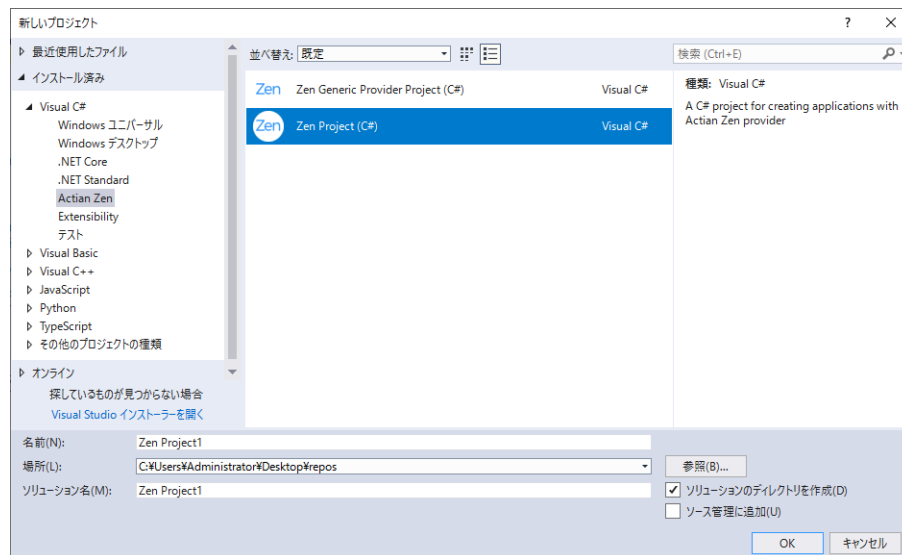 新しいプロジェクト
? ×
最近使用したファイル
インストール済み
Visual C#
Windows ユニバーサル
Windows デスクトップ
.NET Core
.NET Standard
Actian Zen
Extensibility
テスト
Visual Basic
Visual C++
JavaScript
Python
TypeScript
その他のプロジェクトの種類
オンライン
探しているものが見つからない場合
Visual Studio インストーラーを開く
並べ替え: 既定
Zen Zen Generic Provider Project (C#) Visual C#
Zen Zen Project (C#) Visual C#
検索 (Ctrl+E)
種類: Visual C#
A C# project for creating applications with
Actian Zen provider
名前(N): Zen Project1
場所(L): C:¥Users¥Administrator¥Desktop¥repos 参照(B)...
ソリューション名(M): Zen Project1
ソリューションのディレクトリを作成(D)
ソース管理に追加(U)
OK キャンセル